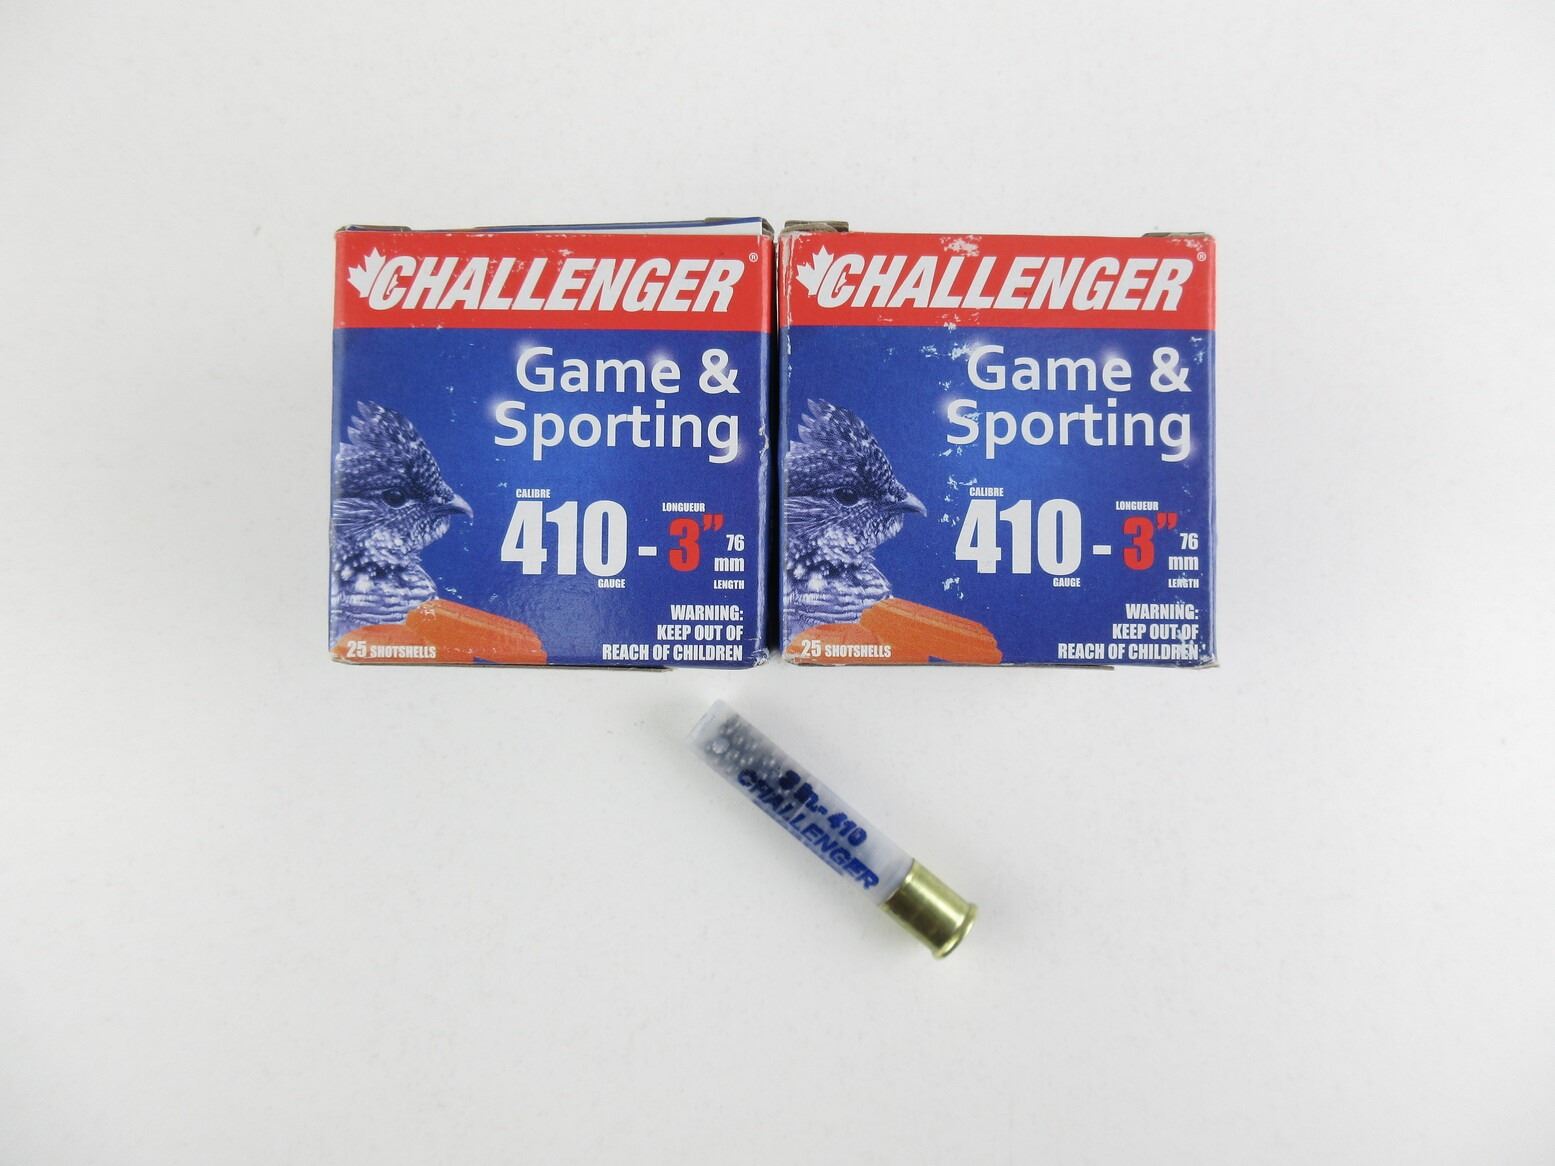 CHALLENGER®
Game &
Sporting
CALIBRE
410 - 3" 76 mm
LONGUEUR
GAUGE
LENGTH
WARNING:
KEEP OUT OF
REACH OF CHILDREN
25 SHOTSHELLS
CHALLENGER®
Game &
Sporting
CALIBRE
410 - 3" 76 mm
LONGUEUR
GAUGE
LENGTH
WARNING:
KEEP OUT OF
REACH OF CHILDREN
25 SHOTSHELLS
3 in.-410
CHALLENGER